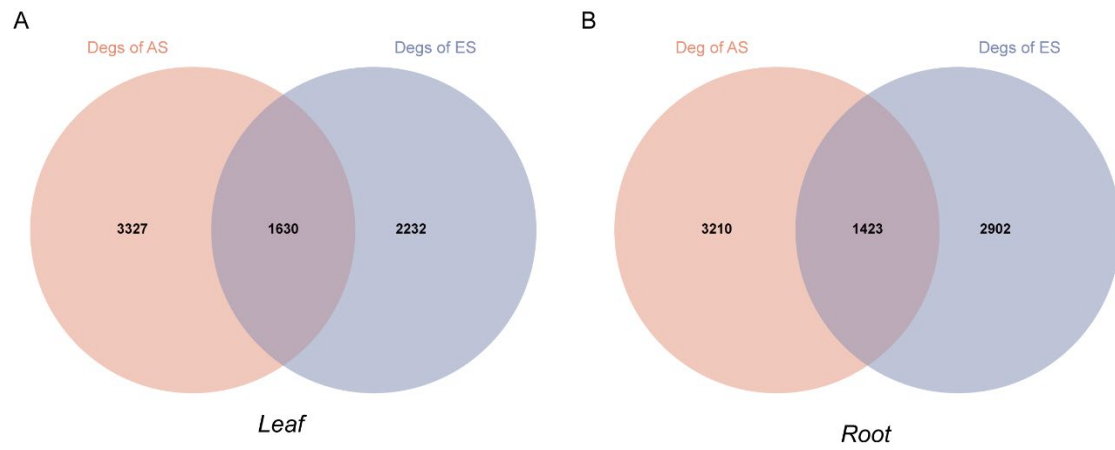 A
B
Degs of AS
Degs of ES
Deg of AS
Degs of ES
3327
1630
2232
3210
1423
2902
Leaf
Root